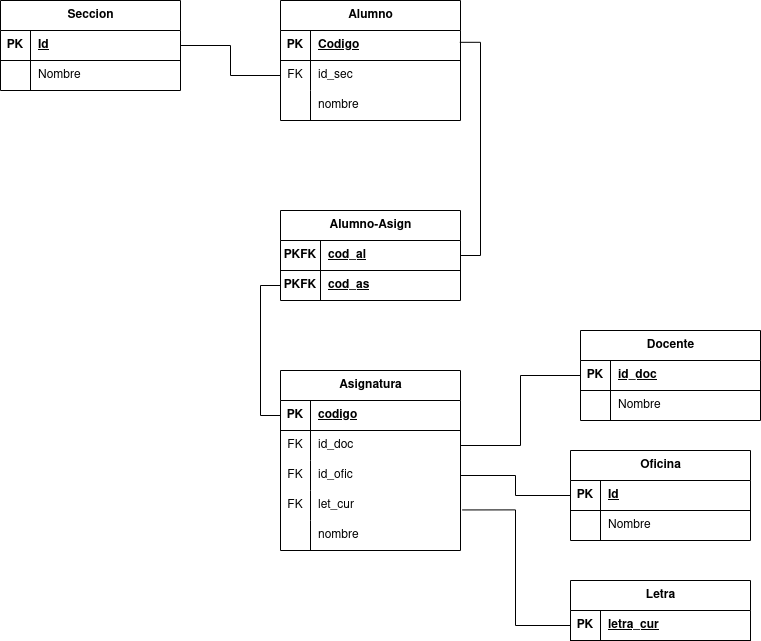 Seccion
PK Id
Nombre
Alumno
PK Codigo
FK id_sec
nombre
Alumno-Asign
PKFK cod_al
PKFK cod_as
Asignatura
PK codigo
FK id_doc
FK id_ofic
FK let_cur
nombre
Docente
PK id_doc
Nombre
Oficina
PK Id
Nombre
Letra
PK letra_cur